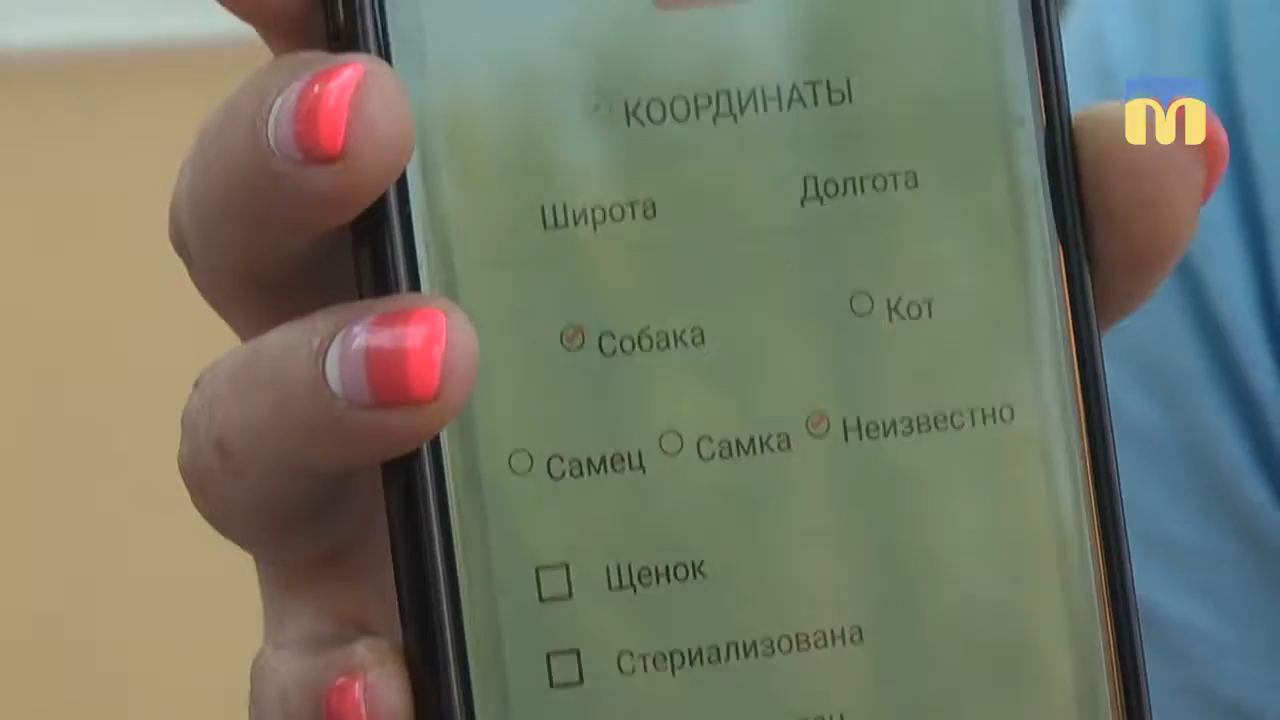 КООРДИНАТЫ
Широта Долгота
Собака Кот
Самец Самка Неизвестно
Щенок
Стериализована